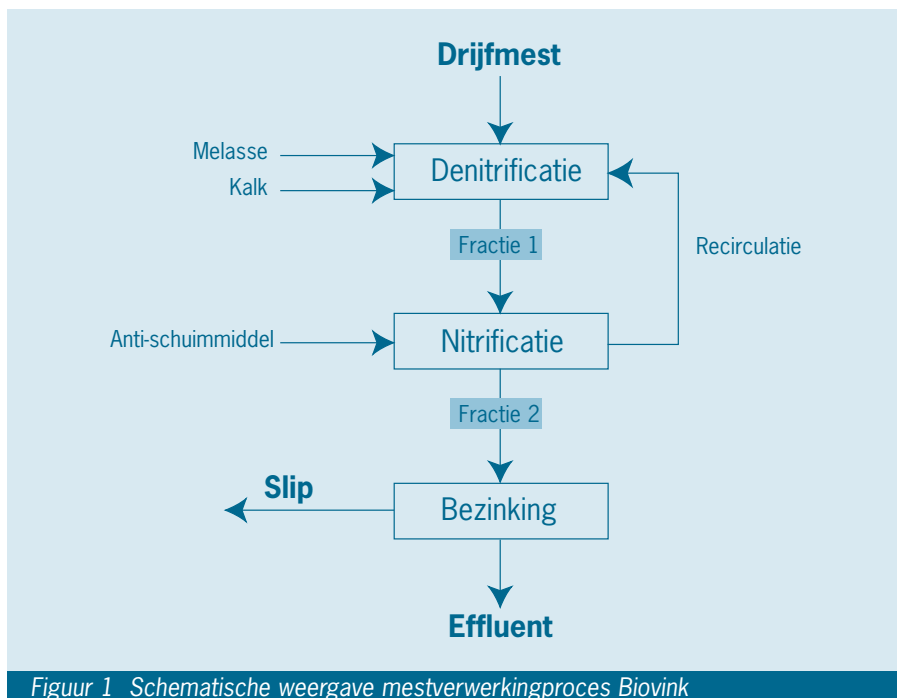 Drijfmest
Melasse
Denitrificatie
Kalk
Fractie 1
Recirculatie
Anti-schuimmiddel
Nitrificatie
Fractie 2
Slip
Bezinking
Effluent
Figuur 1 Schematische weergave mestverwerkingproces Biovink